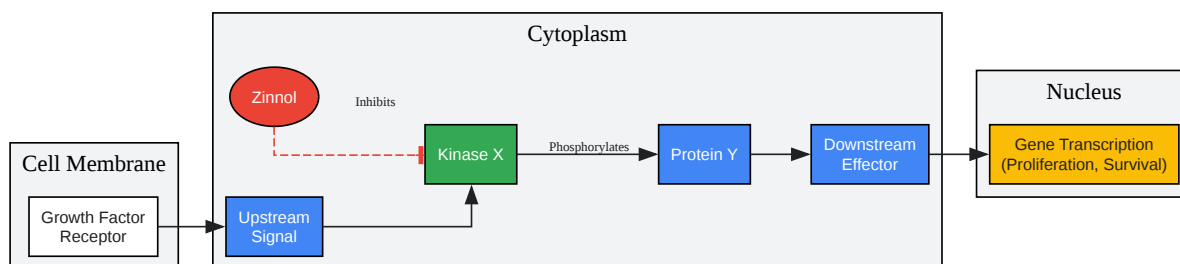 Cytoplasm
Zinnol
Inhibits
Nucleus
Kinase X
Phosphorylates
Protein Y
Downstream
Effector
Gene Transcription
(Proliferation, Survival)
Cell Membrane
Growth Factor
Receptor
Upstream
Signal